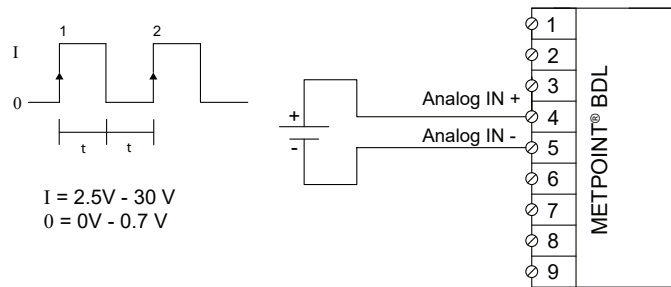 1
2
I
0
t
t
I = 2.5V - 30 V
0 = 0V - 0.7 V
+
-
Analog IN +
Analog IN -
1
2
3
4
5
6
7
8
9
METPOINT® BDL